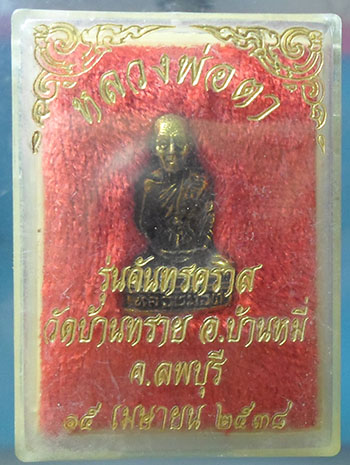 หลวงพ่อตา
รุ่นจันทรคราส
วัดบ้านทราย อ.บ้านหมี่
จ.ลพบุรี
๑๕ เมษายน ๒๕๓๘